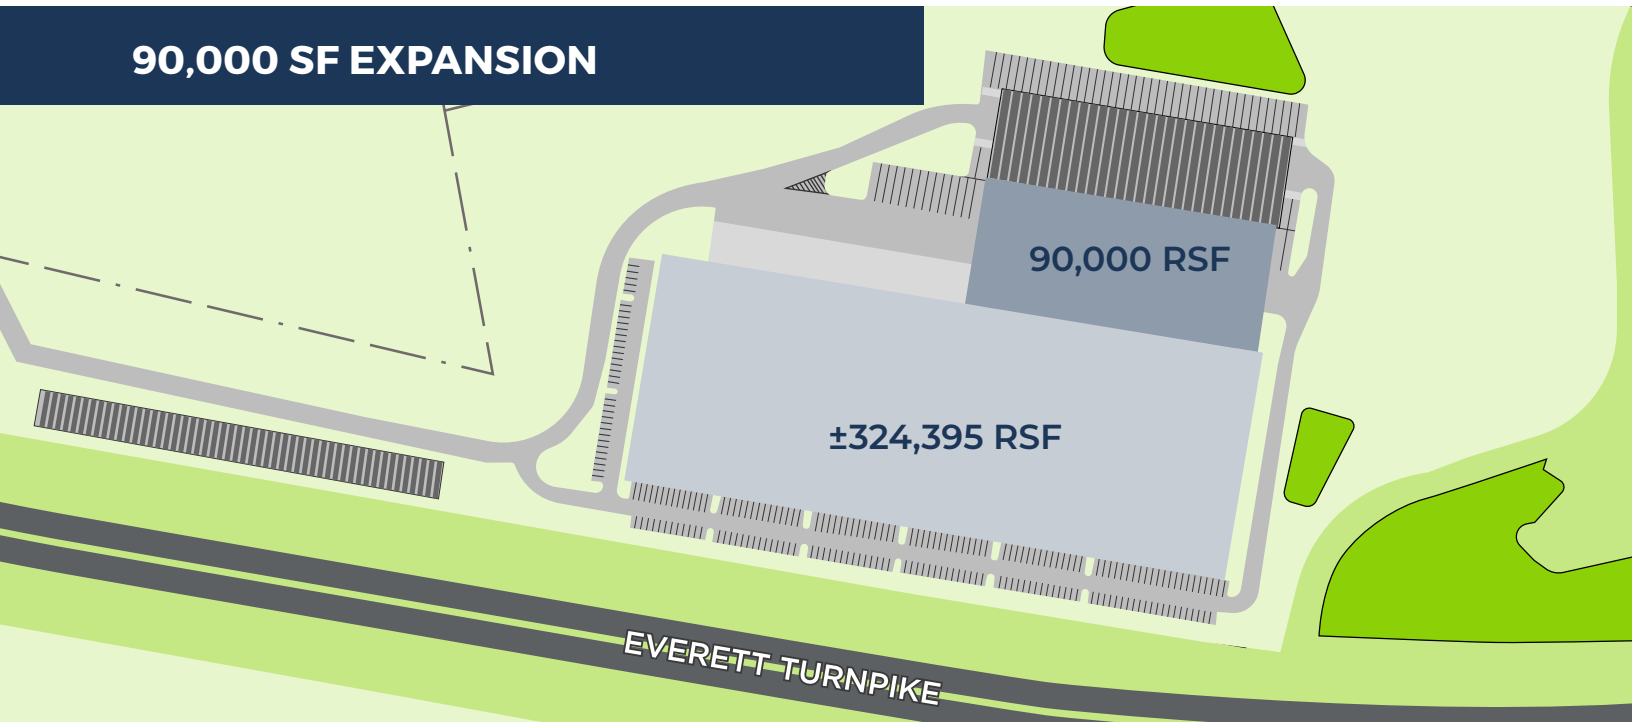 90,000 SF EXPANSION
90,000 RSF
±324,395 RSF
EVERETT TURNPIKE